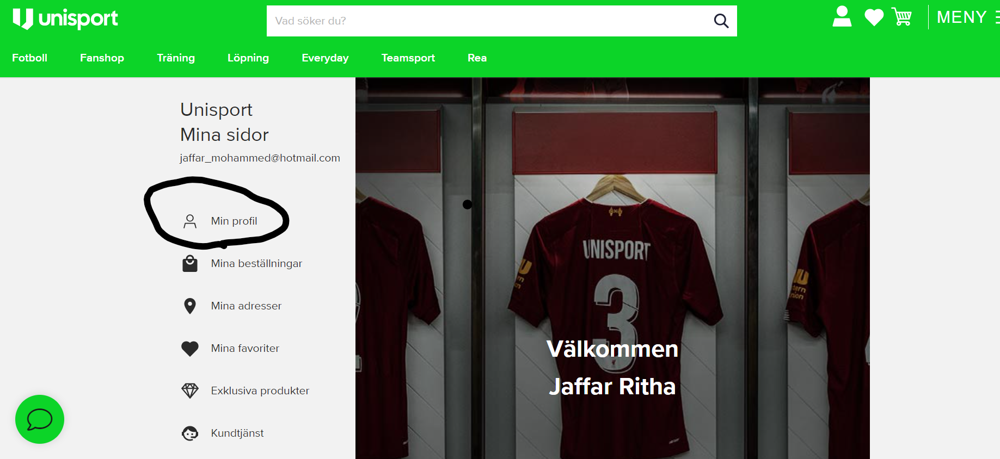 unisport
Vad söker du?
MENY
Fotboll Fanshop Träning Löpning Everyday Teamsport Rea
Unisport
Mina sidor
jaffar_mohammed@hotmail.com
Min profil
Mina beställningar
Mina adresser
Mina favoriter
Exklusiva produkter
Kundtjänst
UNISPORT
3
Välkommen
Jaffar Ritha